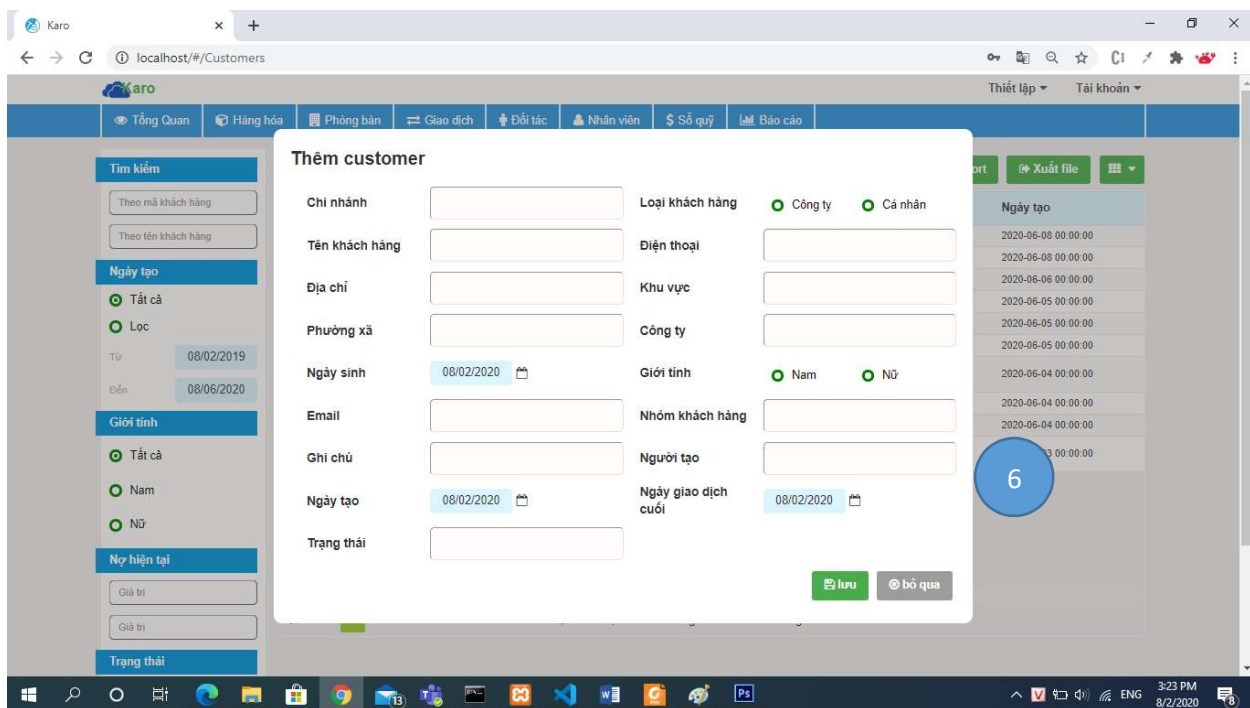 Karo
localhost/#/Customers
Karo
Thiết lập
Tài khoản
Tổng Quan
Hàng hóa
Phòng bàn
Giao dịch
Đối tác
Nhân viên
Sổ quỹ
Báo cáo
Tìm kiếm
Theo mã khách hàng
Theo tên khách hàng
Ngày tạo
Tất cả
Lọc
Từ 08/02/2019
Đến 08/06/2020
Giới tính
Tất cả
Nam
Nữ
Nợ hiện tại
Giá trị
Giá trị
Trạng thái
Thêm customer
Chi nhánh
Loại khách hàng Công ty Cá nhân
Tên khách hàng
Điện thoại
Địa chỉ
Khu vực
Phường xã
Công ty
Ngày sinh 08/02/2020
Giới tính Nam Nữ
Email
Nhóm khách hàng
Ghi chú
Người tạo
Ngày tạo 08/02/2020
Ngày giao dịch
cuối
08/02/2020
Trạng thái
lưu
bỏ qua
ort
Xuất file
Ngày tạo
2020-06-08 00:00:00
2020-06-08 00:00:00
2020-06-06 00:00:00
2020-06-05 00:00:00
2020-06-05 00:00:00
2020-06-05 00:00:00
2020-06-04 00:00:00
2020-06-04 00:00:00
2020-06-04 00:00:00
3 00:00:00
6
13
Ps
V
ENG
3:23 PM
8/2/2020
8